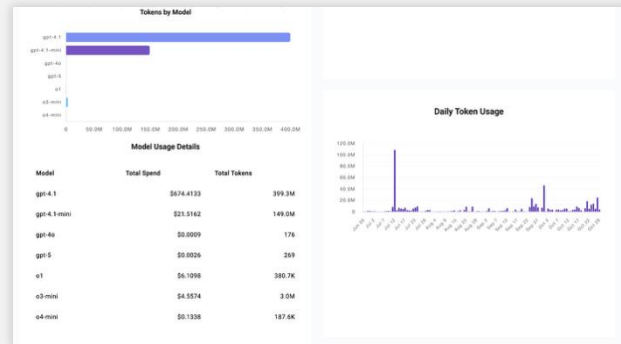 Tokens by Model
gpt-4.1
gpt-4.1-mini
gpt-4o
gpt-5
o1
o3-mini
o4-mini
0 50.0M 100.0M 150.0M 200.0M 250.0M 300.0M 350.0M 400.0M
Model Usage Details
Model Total Spend Total Tokens
gpt-4.1 $674.4133 399.3M
gpt-4.1-mini $21.5162 149.0M
gpt-4o $0.0009 176
gpt-5 $0.0026 269
o1 $6.1098 380.7K
o3-mini $4.5574 3.0M
o4-mini $0.1338 187.6K
Daily Token Usage
120.0M
100.0M
80.0M
60.0M
40.0M
20.0M
0